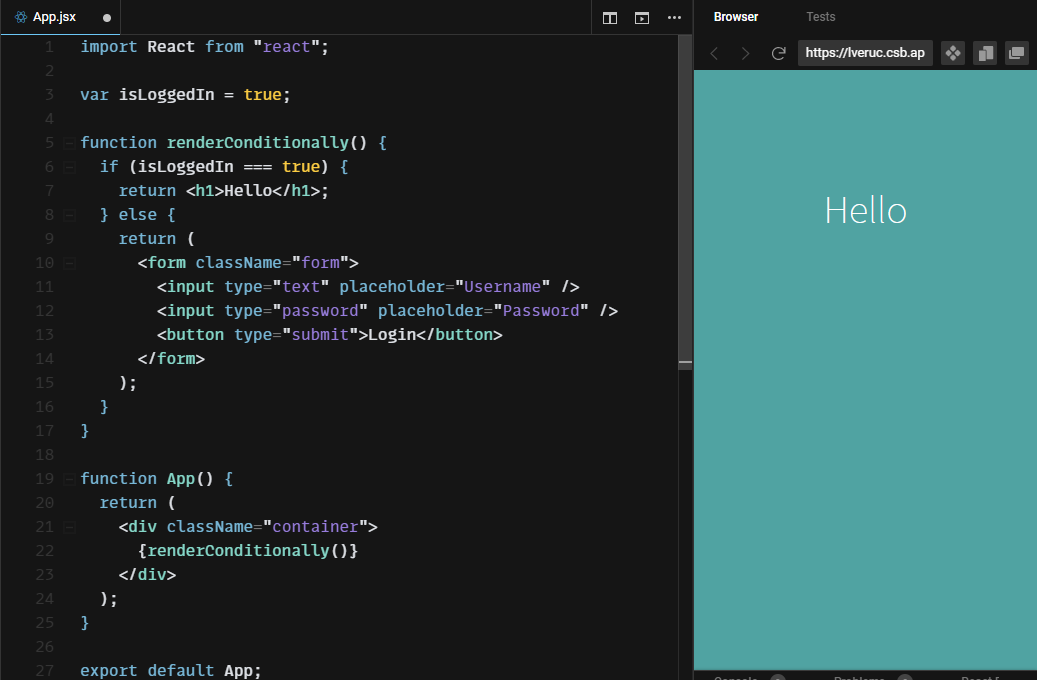 App.jsx
1 import React from "react";
2
3 var isLoggedIn = true;
4
5 function renderConditionally() {
6 if (isLoggedIn === true) {
7 return <h1>Hello</h1>;
8 } else {
9 return (
10 <form className="form">
11 <input type="text" placeholder="Username" />
12 <input type="password" placeholder="Password" />
13 <button type="submit">Login</button>
14 </form>
15 );
16 }
17 }
18
19 function App() {
20 return (
21 <div className="container">
22 {renderConditionally()}
23 </div>
24 );
25 }
26
27 export default App;
Browser Tests
https://lveruc.csb.ap
Hello
Console Problems React